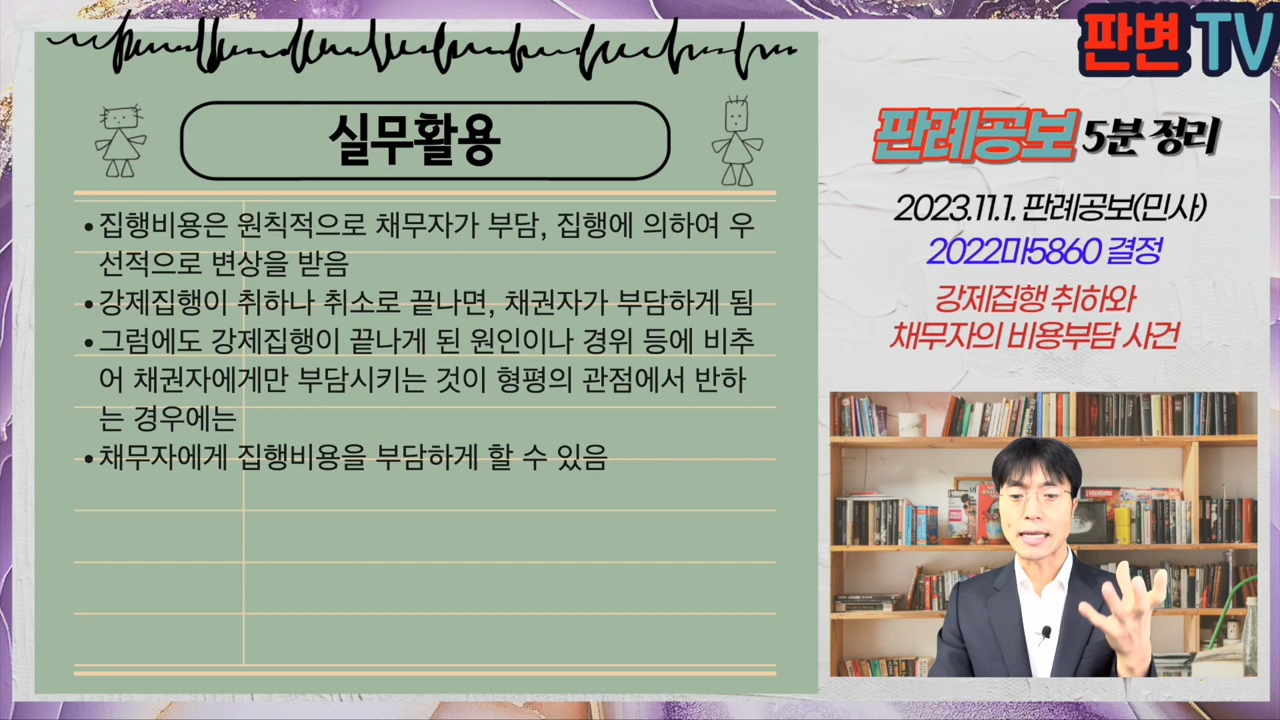 판변 TV
실무활용
• 집행비용은 원칙적으로 채무자가 부담, 집행에 의하여 우
선적으로 변상을 받음
• 강제집행이 취하나 취소로 끝나면, 채권자가 부담하게 됨
• 그럼에도 강제집행이 끝나게 된 원인이나 경위 등에 비추
어 채권자에게만 부담시키는 것이 형평의 관점에서 반하
는 경우에는
• 채무자에게 집행비용을 부담하게 할 수 있음
판례공보 5분 정리
2023.11.1. 판례공보(민사)
2022마5860 결정
강제집행 취하와
채무자의 비용부담 사건